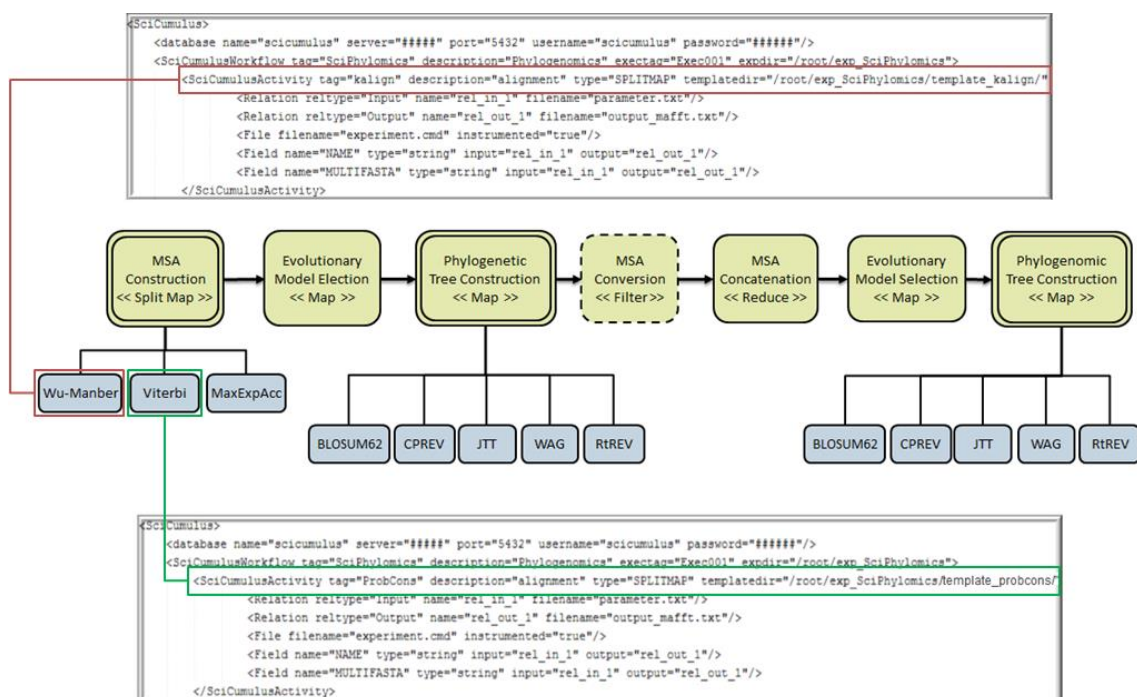 <SciCumulus>
<database name="scicumulus" server="#####" port="5432" username="scicumulus" password="######"/>
<SciCumulusWorkflow tag="SciPhylomics" description="Phylogenomics" exectag="Exec001" expdir="/root/exp_SciPhylomics">
<SciCumulusActivity tag="kalign" description="alignment" type="SPLITMAP" templatedir="/root/exp_SciPhylomics/template_kalign/"
<Relation reltype="Input" name="rel_in_1" filename="parameter.txt"/>
<Relation reltype="Output" name="rel_out_1" filename="output_mafft.txt"/>
<File filename="experiment.cmd" instrumented="true"/>
<Field name="NAME" type="string" input="rel_in_1" output="rel_out_1"/>
<Field name="MULTIFASTA" type="string" input="rel_in_1" output="rel_out_1"/>
</SciCumulusActivity>
MSA
Construction
<< Split Map >>
Evolutionary
Model Election
<< Map >>
Phylogenetic
Tree Construction
<< Map >>
MSA
Conversion
<< Filter>>
MSA
Concatenation
<< Reduce >>
Evolutionary
Model Selection
<< Map >>
Phylogenomic
Tree Construction
<< Map >>
Wu-Manber
Viterbi
MaxExpAcc
BLOSUM62
CPREV
JTT
WAG
RtREV
BLOSUM62
CPREV
JTT
WAG
RtREV
<SciCumulus>
<database name="scicumulus" server="#####" port="5432" username="scicumulus" password="######"/>
<SciCumulusWorkflow tag="SciPhylomics" description="Phylogenomics" exectag="Exec001" expdir="/root/exp_SciPhylomics">
<SciCumulusActivity tag="ProbCons" description="alignment" type="SPLITMAP" templatedir="/root/exp_SciPhylomics/template_probcons/"
<Relation reltype="Input" name="rel_in_1" filename="parameter.txt"/>
<Relation reltype="Output" name="rel_out_1" filename="output_mafft.txt"/>
<File filename="experiment.cmd" instrumented="true"/>
<Field name="NAME" type="string" input="rel_in_1" output="rel_out_1"/>
<Field name="MULTIFASTA" type="string" input="rel_in_1" output="rel_out_1"/>
</SciCumulusActivity>